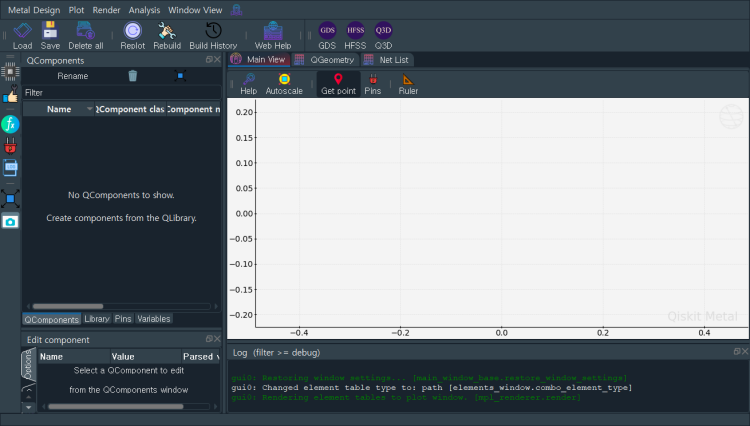 Metal Design Plot Render Analysis Window View
Load Save Delete all Replot Rebuild Build History Web Help GDS HFSS Q3D
GDS HFSS Q3D
QComponents
Rename
Filter
Name QComponent clas Component n
No QComponents to show.
Create components from the QLibrary.
QComponents Library Pins Variables
Edit component
Options
Name Value Parsed v
Select a QComponent to edit
from the QComponents window
Main View QGeometry Net List
Help Autoscale Get point Pins Ruler
0.20
0.15
0.10
0.05
0.00
−0.05
−0.10
−0.15
−0.20
−0.4 −0.2 0.0 0.2 0.4
Qiskit Metal
Log (filter >= debug)
gui0: Restoring window settings... [main_window_base.restore_window_settings]
gui0: Changed element table type to: path [elements_window.combo_element_type]
gui0: Rendering element tables to plot window. [mpl_renderer.render]